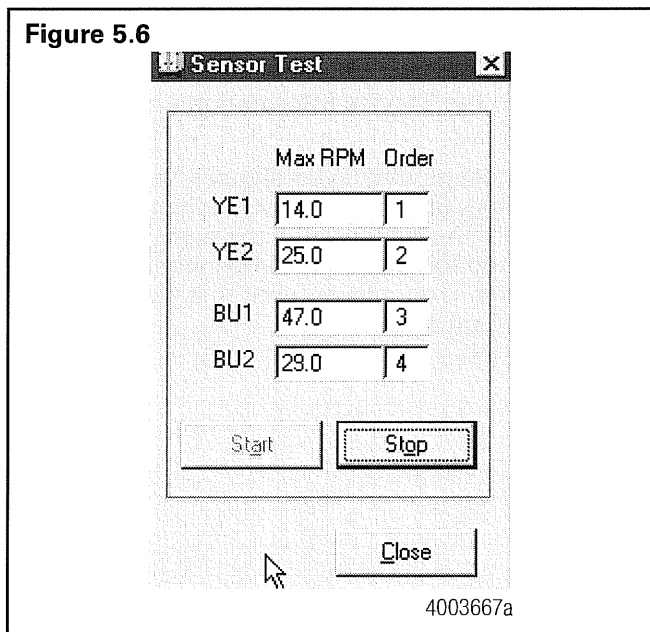 Figure 5.6
Sensor Test
Max RPM Order
YE1 14.0 1
YE2 25.0 2
BU1 47.0 3
BU2 29.0 4
Start Stop
Close
4003667a